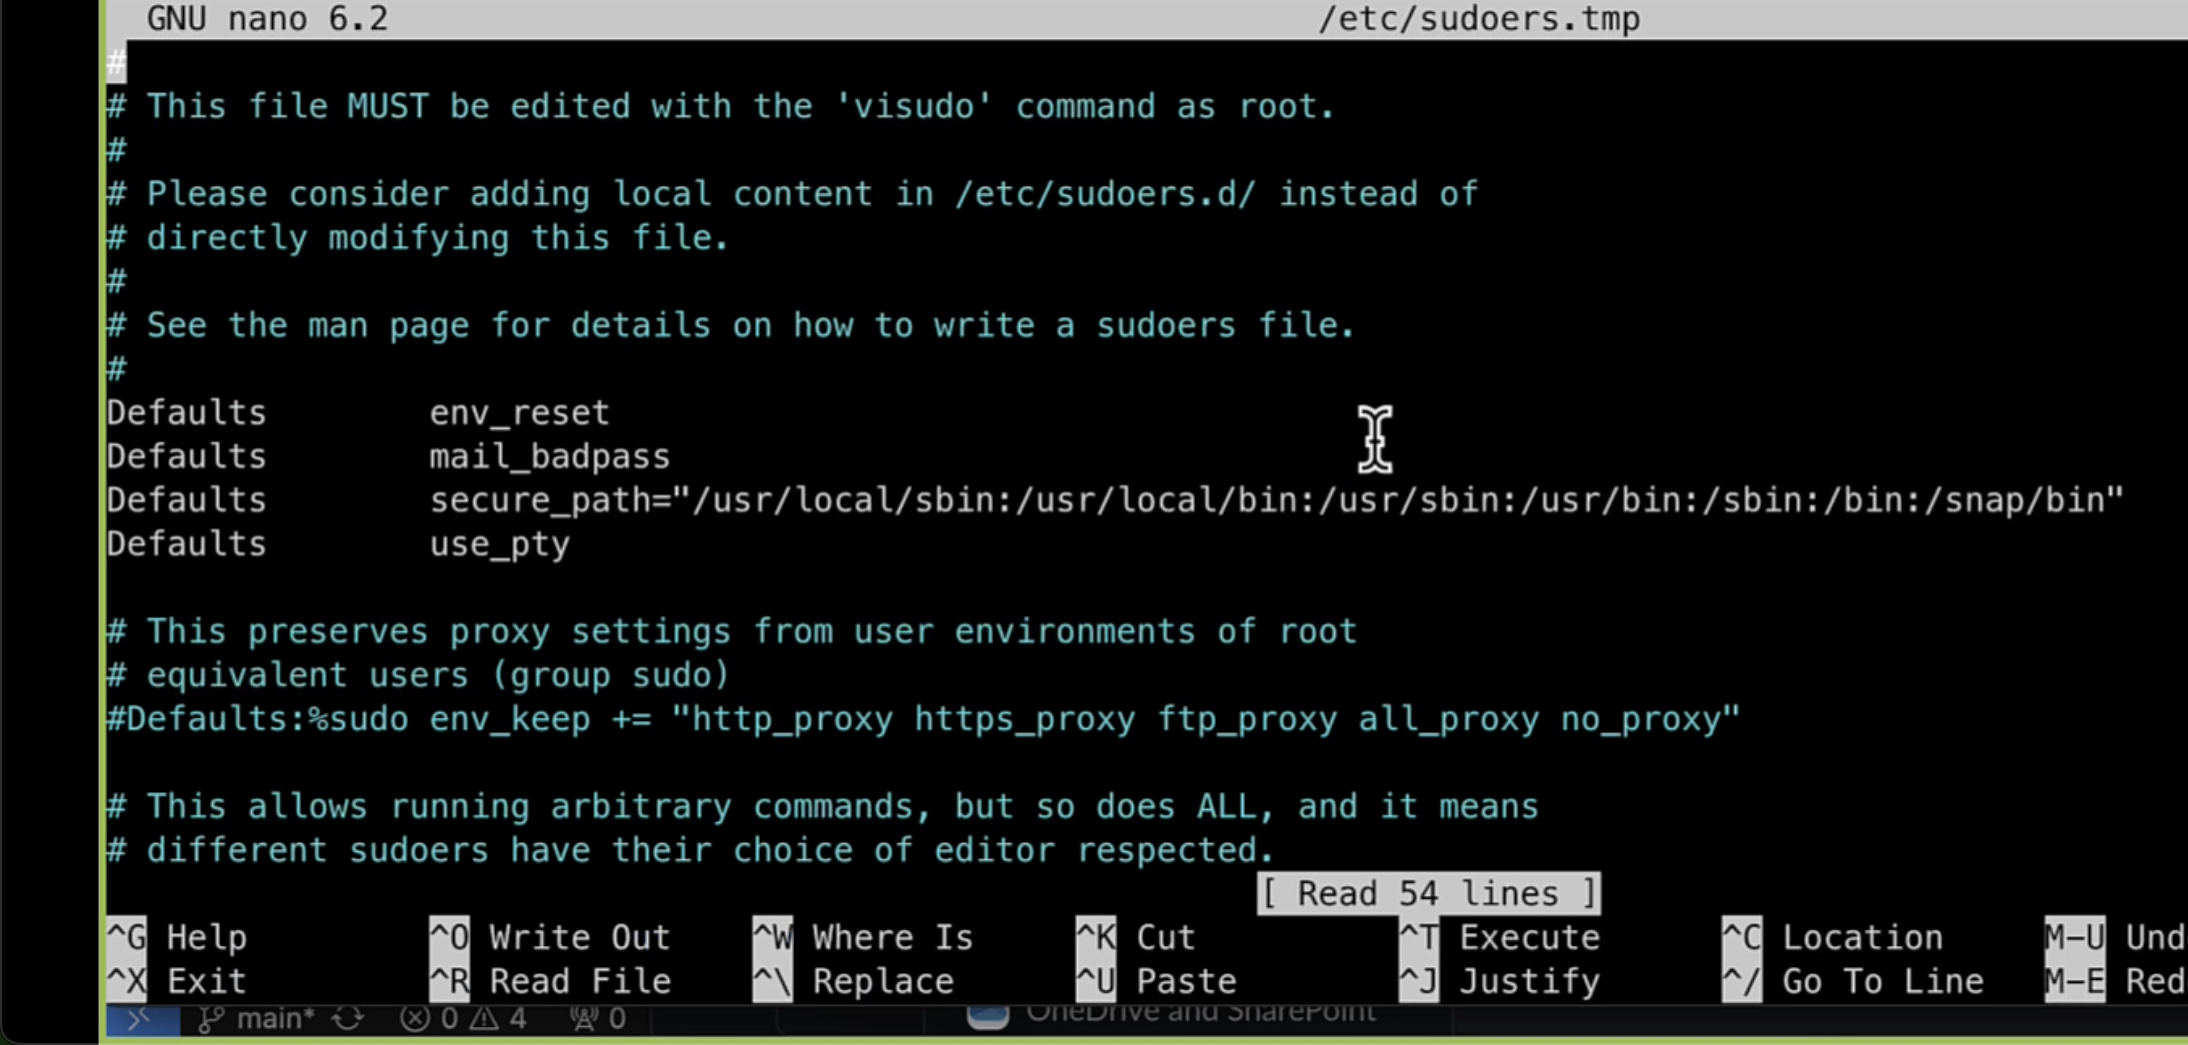 GNU nano 6.2 /etc/sudoers.tmp
#
# This file MUST be edited with the 'visudo' command as root.
#
# Please consider adding local content in /etc/sudoers.d/ instead of
# directly modifying this file.
#
# See the man page for details on how to write a sudoers file.
#
Defaults env_reset
Defaults mail_badpass
Defaults secure_path="/usr/local/sbin:/usr/local/bin:/usr/sbin:/usr/bin:/sbin:/bin:/snap/bin"
Defaults use_pty
# This preserves proxy settings from user environments of root
# equivalent users (group sudo)
#Defaults:%sudo env_keep += "http_proxy https_proxy ftp_proxy all_proxy no_proxy"
# This allows running arbitrary commands, but so does ALL, and it means
# different sudoers have their choice of editor respected.
[ Read 54 lines ]
^G Help ^O Write Out ^W Where Is ^K Cut ^T Execute ^C Location M-U Und
^X Exit ^R Read File ^\ Replace ^U Paste ^J Justify ^/ Go To Line M-E Red
main* 0 4 0 OneDrive and SharePoint